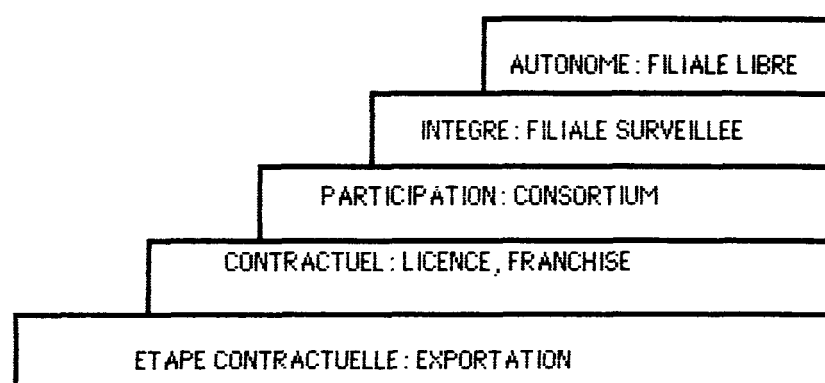 AUTONOME : FILIALE LIBRE
INTEGRE : FILIALE SURVEILLEE
PARTICIPATION : CONSORTIUM
CONTRACTUEL : LICENCE, FRANCHISE
ETAPE CONTRACTUELLE : EXPORTATION